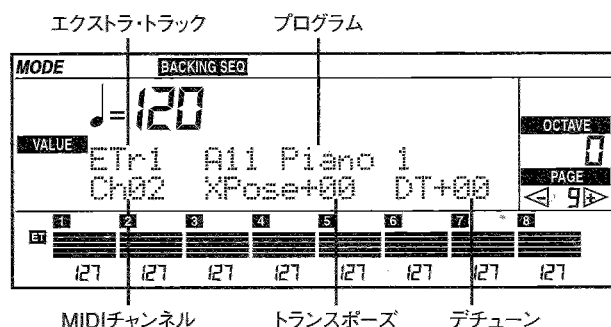 エクストラ・トラック プログラム
MODE BACKING SEQ
♩=120
OCTAVE
VALUE
0
ETr1 A11 Piano 1
PAGE
Ch02 XPose+00 DT+00
- 9 +
1 2 3 4 5 6 7 8
ET
127 127 127 127 127 127 127 127
MIDIチャンネル トランスポーズ デチューン